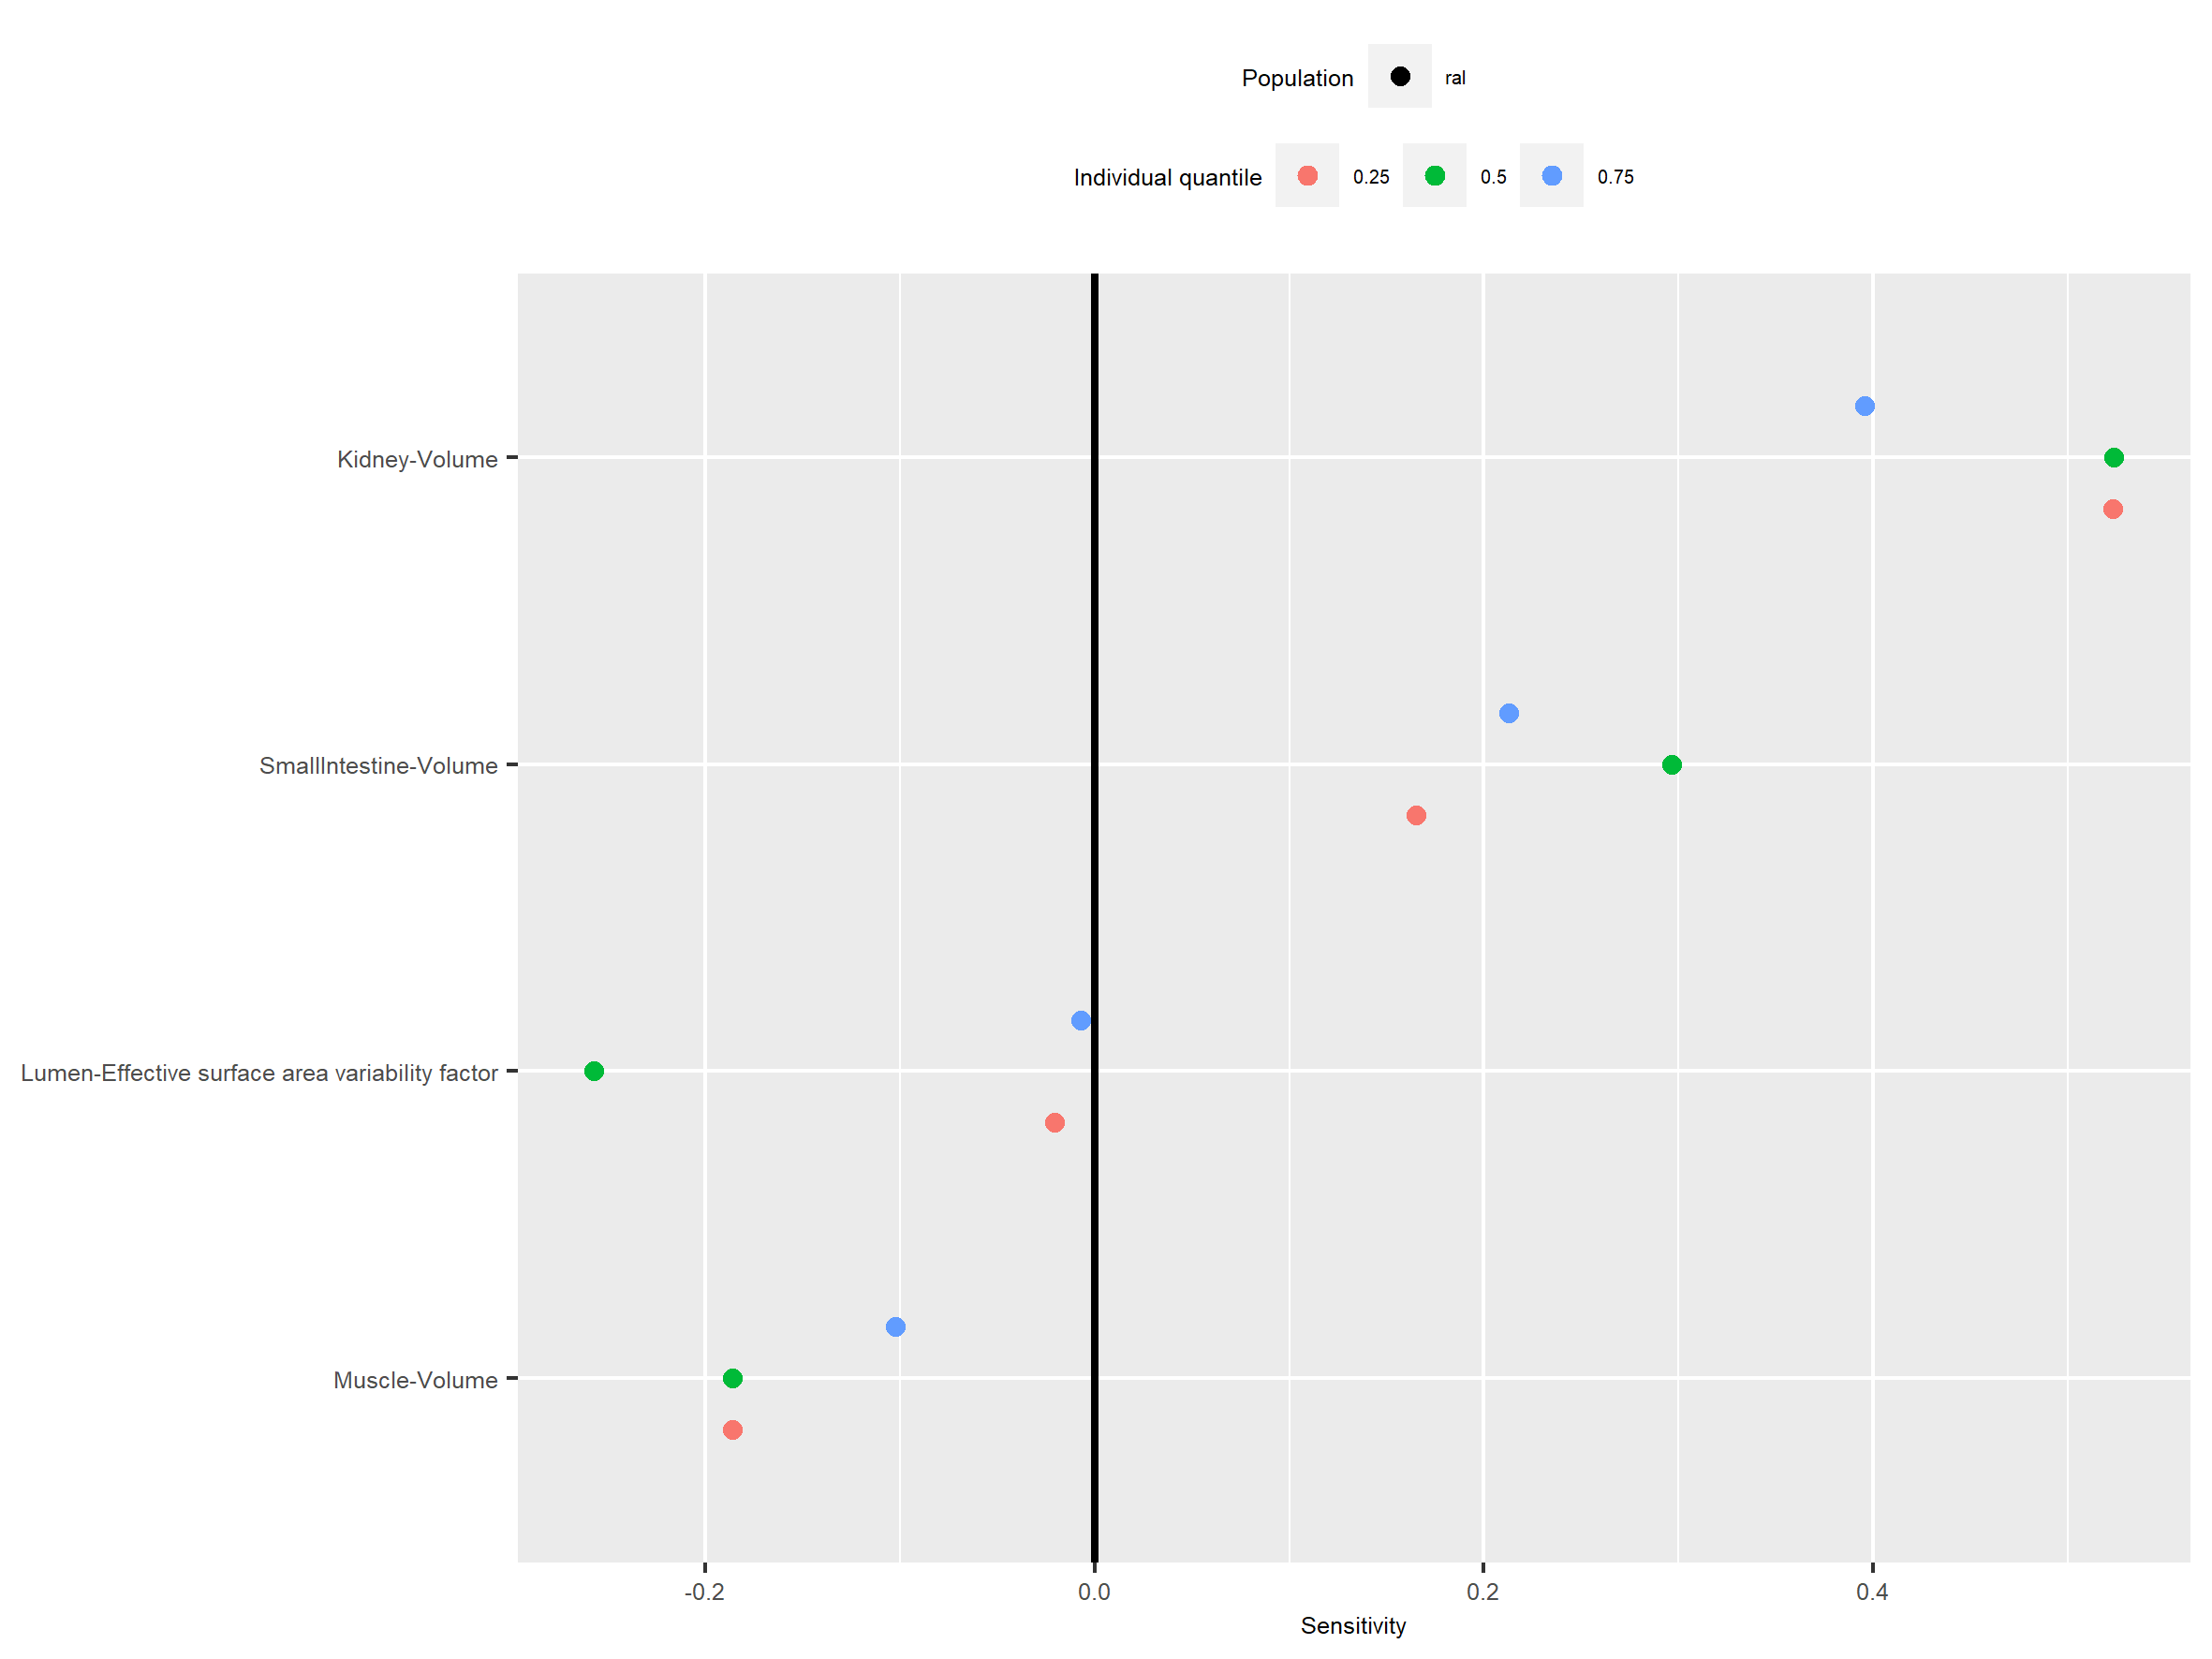 Population ral
Individual quantile 0.25 0.5 0.75
Kidney-Volume
SmallIntestine-Volume
Lumen-Effective surface area variability factor
Muscle-Volume
-0.2 0.0 0.2 0.4
Sensitivity